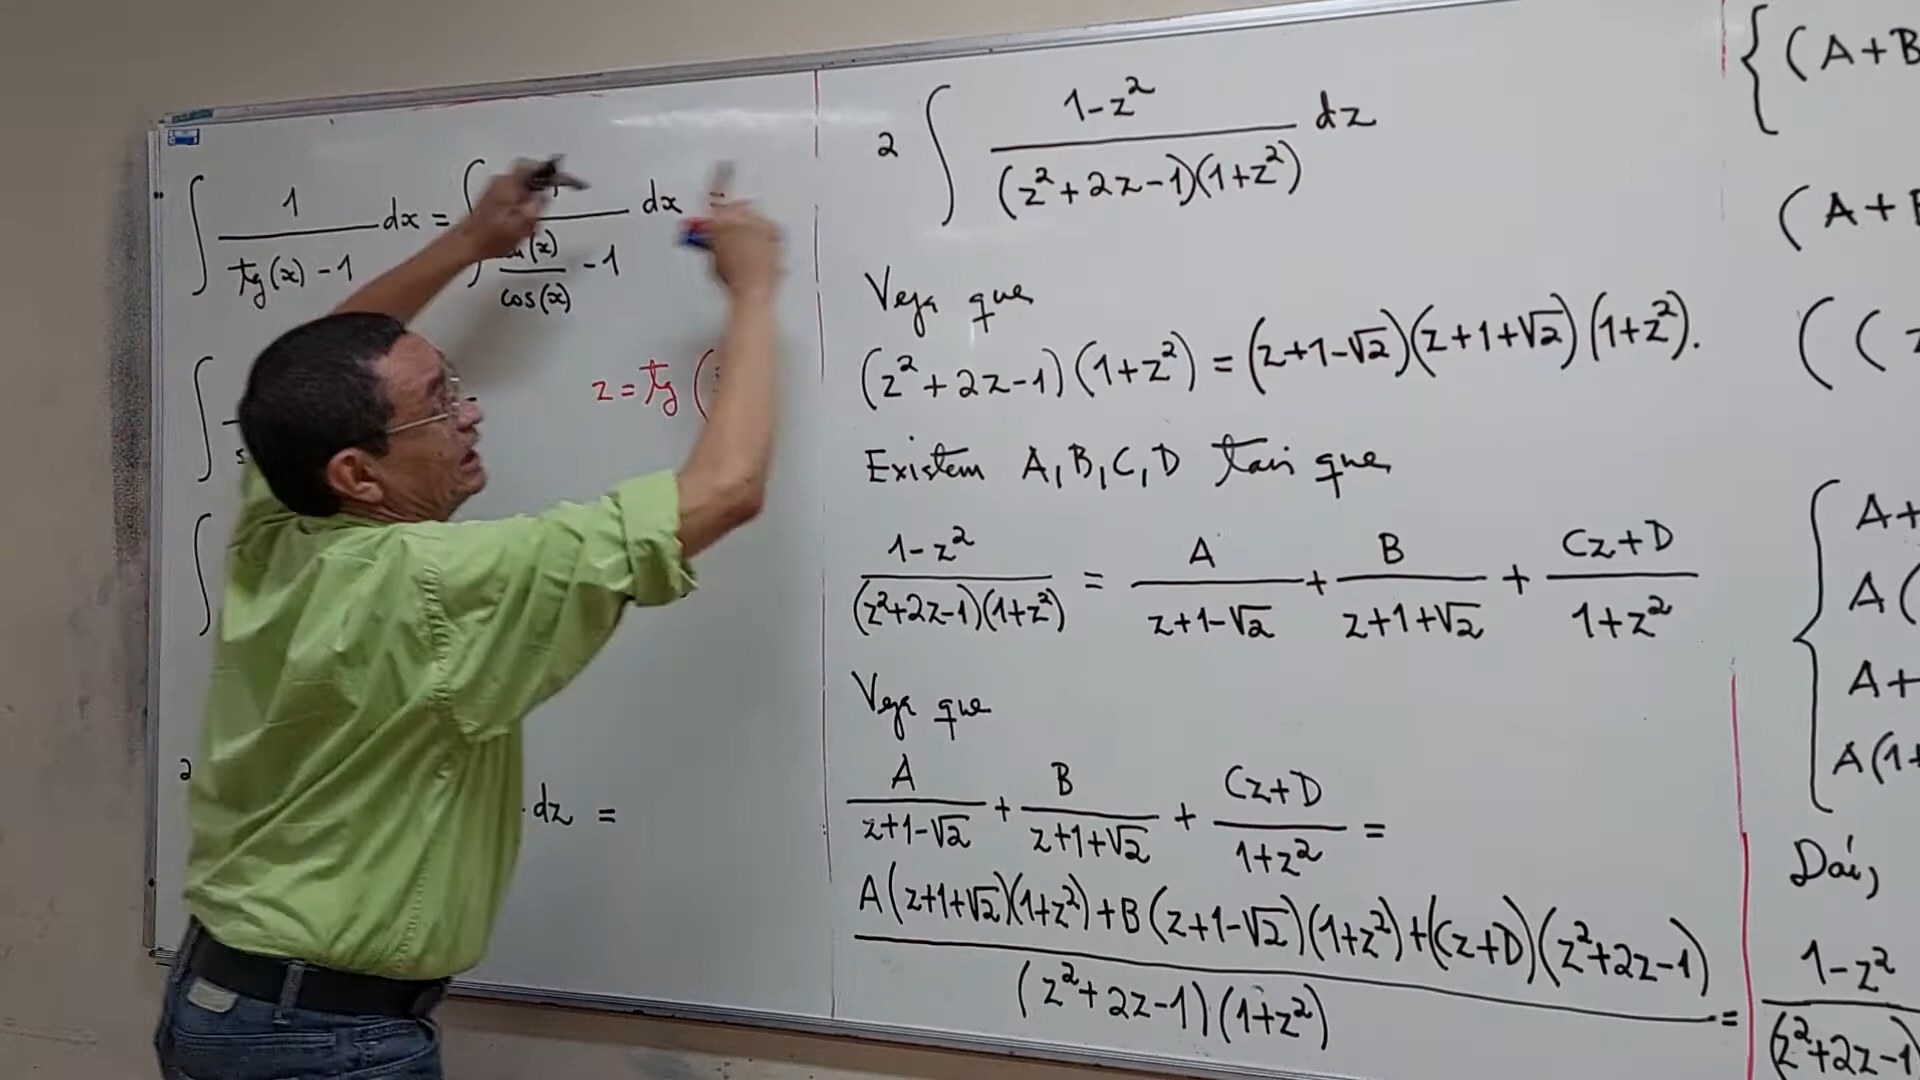 ∫ 1 / (tg(x) - 1) dx = ∫ / ((x) / cos(x) - 1) dx =
∫ z = tg (
∫
2 dz =
2 ∫ (1-z²) / ((z²+2z-1)(1+z²)) dz
Veja que
(z²+2z-1)(1+z²) = (z+1-√2)(z+1+√2)(1+z²).
Existem A, B, C, D tais que
(1-z²) / ((z²+2z-1)(1+z²)) = A / (z+1-√2) + B / (z+1+√2) + (Cz+D) / (1+z²)
Veja que
A / (z+1-√2) + B / (z+1+√2) + (Cz+D) / (1+z²) =
(A(z+1+√2)(1+z²) + B(z+1-√2)(1+z²) + (Cz+D)(z²+2z-1)) / ((z²+2z-1)(1+z²)) =
{ (A+B
(A+
( (
{ A+
A (
A+
A(1+
Daí,
(1-z²) / ((z²+2z-1)